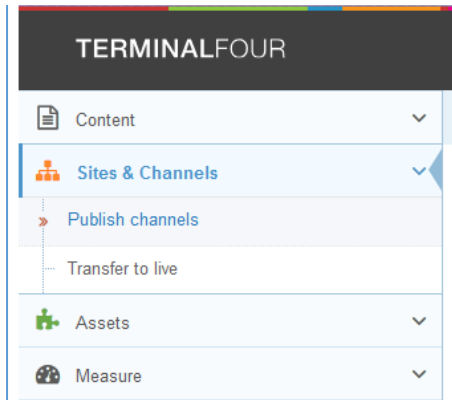 TERMINALFOUR
Content
Sites & Channels
Publish channels
Transfer to live
Assets
Measure